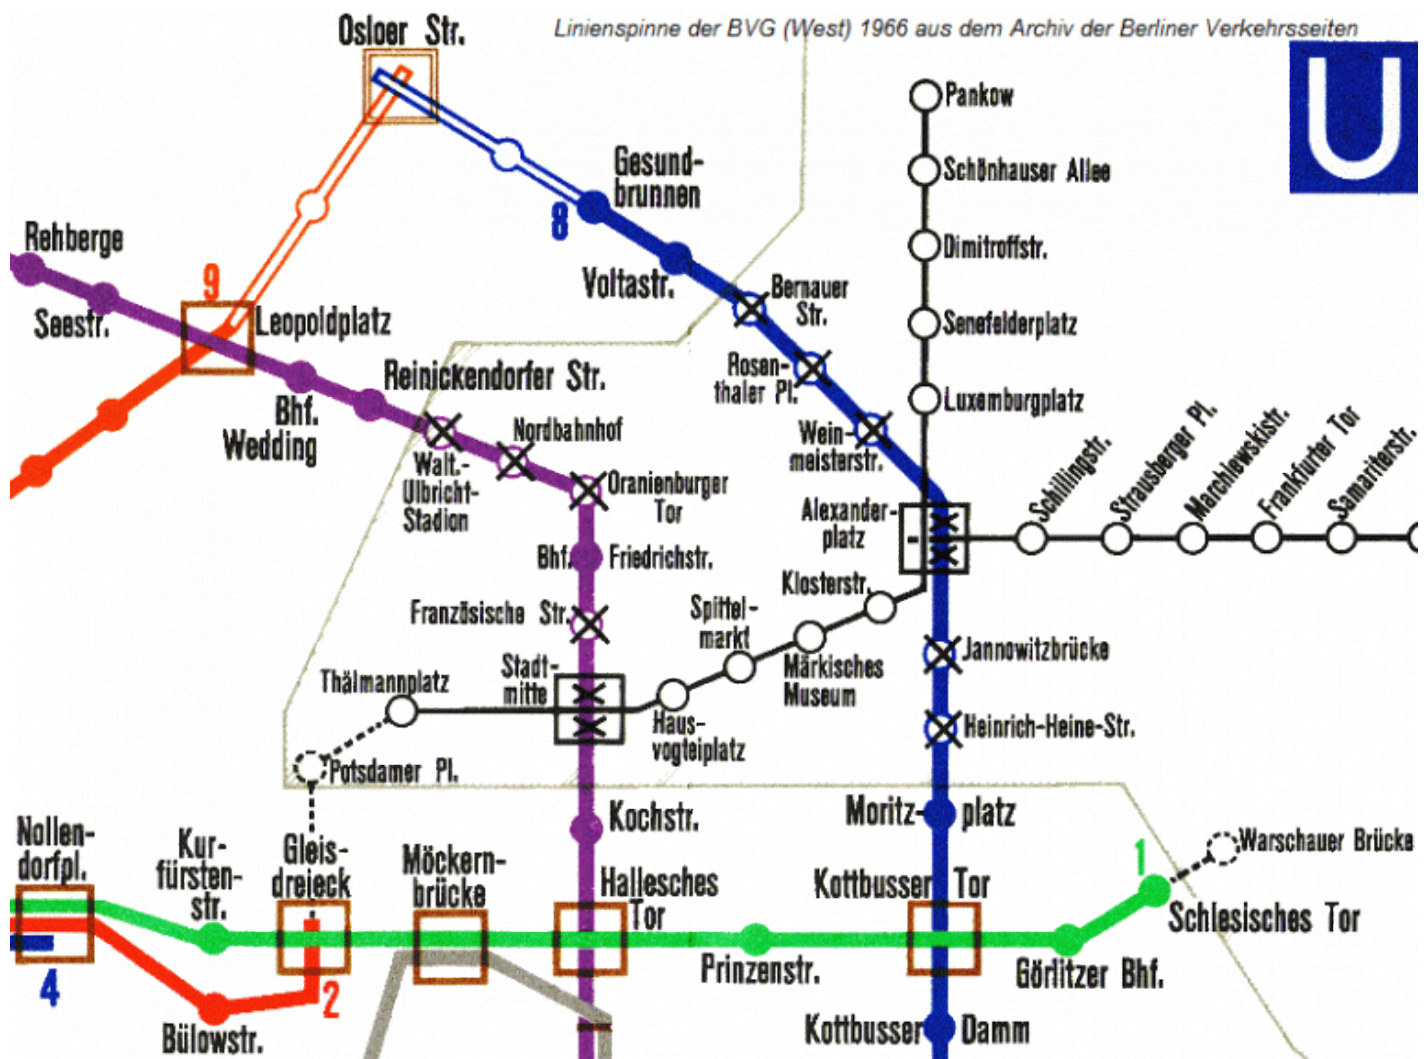 Linienspinne der BVG (West) 1966 aus dem Archiv der Berliner Verkehrsseiten
U
Osloer Str.
Pankow
Gesund-
brunnen
8
Schönhauser Allee
Rehberge
Dimitroffstr.
Voltastr.
9
Bernauer
Str.
Seestr.
Leopoldplatz
Senefelderplatz
Rosen-
thaler Pl.
Reinickendorfer Str.
Luxemburgplatz
Bhf.
Wedding
Nordbahnhof
Wein-
meisterstr.
Walt.-
Ulbricht-
Stadion
Oranienburger
Tor
Alexander-
platz
Schillingstr.
Strausberger Pl.
Marchlewskistr.
Frankfurter Tor
Samariterstr.
Bhf. Friedrichstr.
Klosterstr.
Französische Str.
Spittel-
markt
Jannowitzbrücke
Stadt-
mitte
Märkisches
Museum
Thälmannplatz
Haus-
vogteiplatz
Heinrich-Heine-Str.
Potsdamer Pl.
Kochstr.
Moritz- platz
Nollen-
dorfpl.
Kur-
fürsten-
str.
Gleis-
dreieck
Möckern-
brücke
Hallesches
Tor
Kottbusser Tor
1
Warschauer Brücke
Schlesisches Tor
Prinzenstr.
Görlitzer Bhf.
4
2
Bülowstr.
Kottbusser Damm